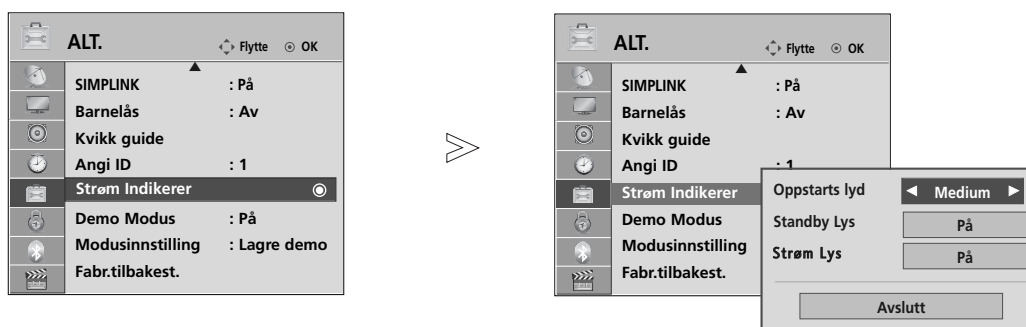 ALT.
Flytte OK
SIMPLINK : På
Barnelås : Av
Kvikk guide
Angi ID : 1
Strøm Indikerer
Demo Modus : På
Modusinnstilling : Lagre demo
Fabr.tilbakest.
ALT.
Flytte OK
SIMPLINK : På
Barnelås : Av
Kvikk guide
Angi ID : 1
Strøm Indikerer
Demo Modus
Modusinnstilling
Fabr.tilbakest.
Oppstarts lyd Medium
Standby Lys På
Strøm Lys På
Avslutt